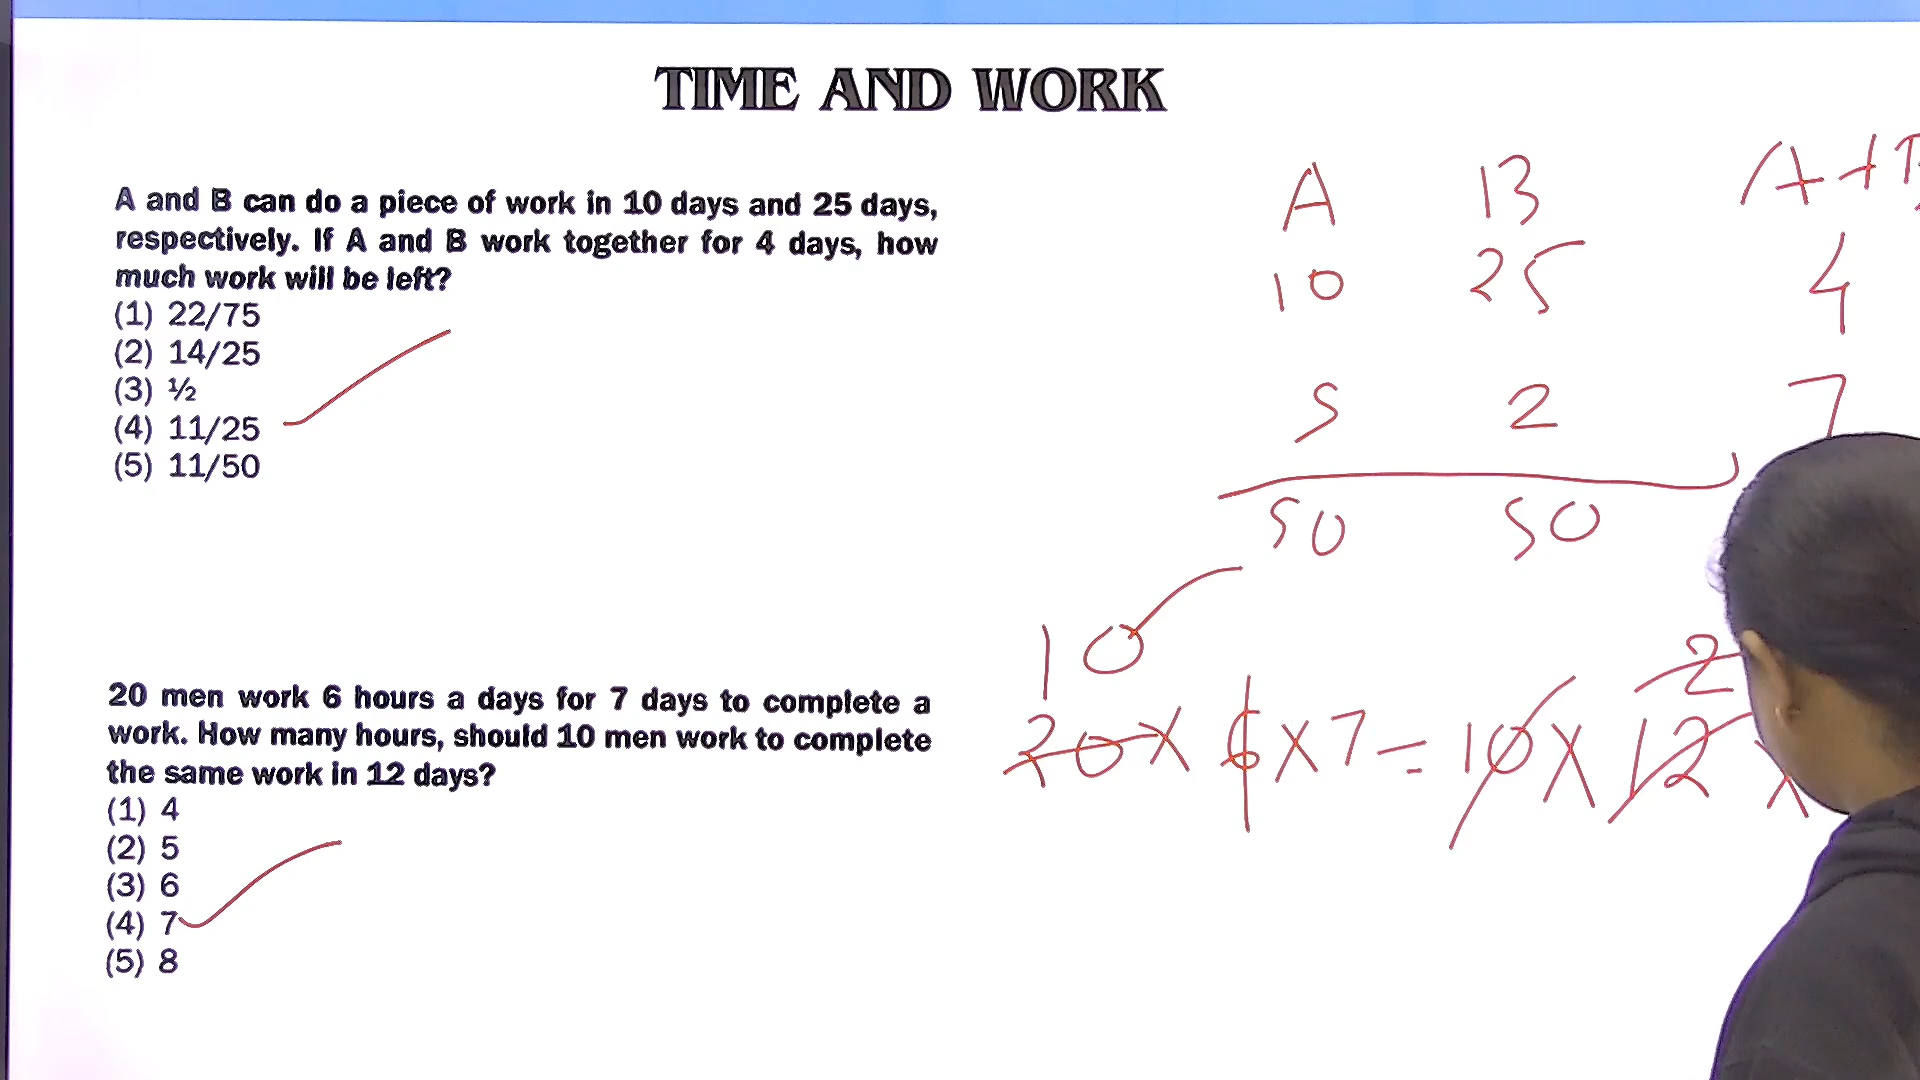 TIME AND WORK
A and B can do a piece of work in 10 days and 25 days,
respectively. If A and B work together for 4 days, how
much work will be left?
(1) 22/75
(2) 14/25
(3) ½
(4) 11/25
(5) 11/50
A B A+B
10 25 4
5 2 7
50 50
20 men work 6 hours a days for 7 days to complete a
work. How many hours, should 10 men work to complete
the same work in 12 days?
(1) 4
(2) 5
(3) 6
(4) 7
(5) 8
10 2
20 × 6 × 7 = 10 × 12 ×